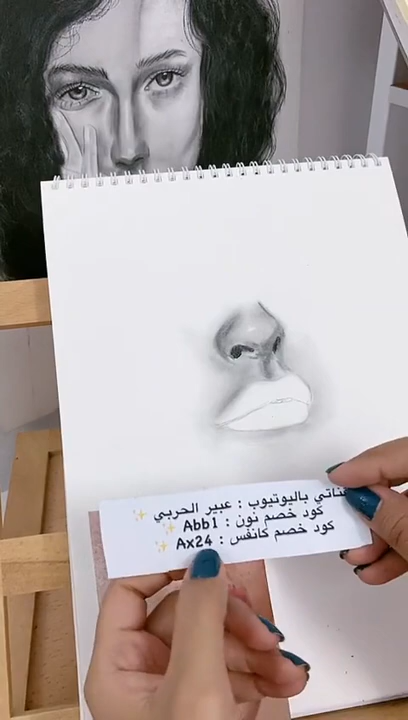 قناتي باليوتيوب : عبير الحربي ✨
كود خصم نون : Abb1 ✨
كود خصم كانفس : Ax24 ✨